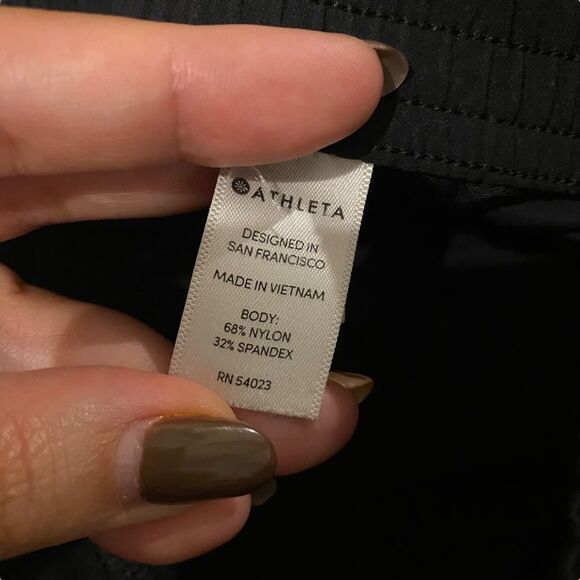 ATHLETA
DESIGNED IN
SAN FRANCISCO
MADE IN VIETNAM
BODY:
68% NYLON
32% SPANDEX
RN 54023